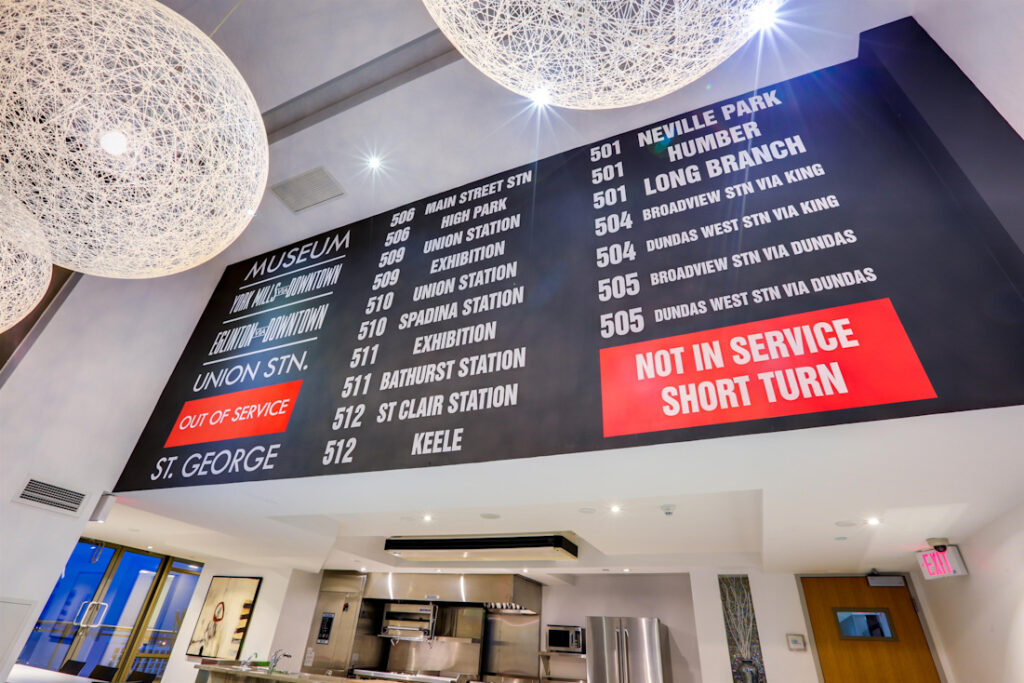 MUSEUM
YORK MILLS VIA DOWNTOWN
EGLINTON VIA DOWNTOWN
UNION STN.
OUT OF SERVICE
ST. GEORGE
506 MAIN STREET STN
506 HIGH PARK
509 UNION STATION
509 EXHIBITION
510 UNION STATION
510 SPADINA STATION
511 EXHIBITION
511 BATHURST STATION
512 ST CLAIR STATION
512 KEELE
501 NEVILLE PARK
501 HUMBER
501 LONG BRANCH
504 BROADVIEW STN VIA KING
504 DUNDAS WEST STN VIA KING
505 BROADVIEW STN VIA DUNDAS
505 DUNDAS WEST STN VIA DUNDAS
NOT IN SERVICE
SHORT TURN
EXIT